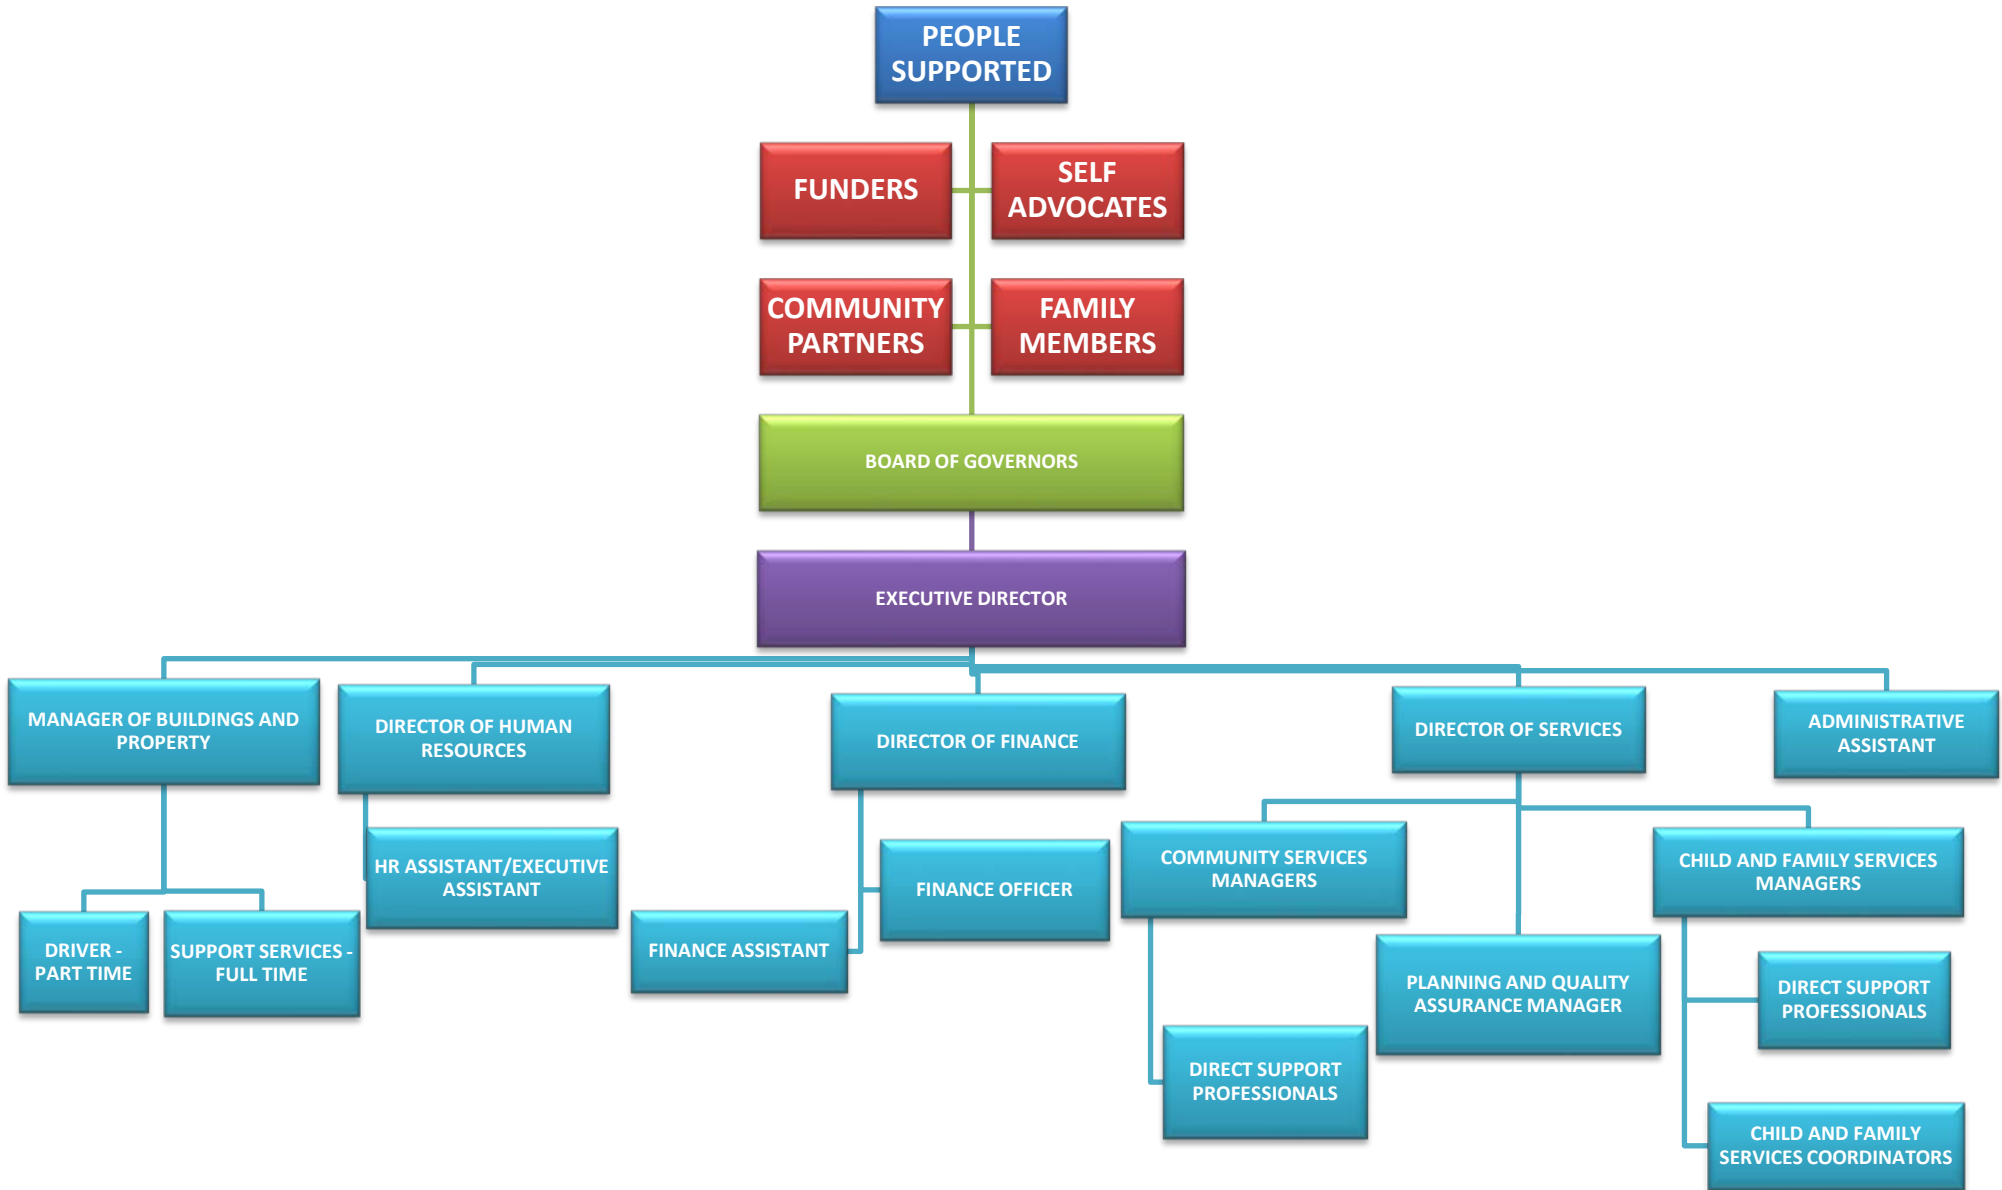 PEOPLE
SUPPORTED
FUNDERS
SELF
ADVOCATES
COMMUNITY
PARTNERS
FAMILY
MEMBERS
BOARD OF GOVERNORS
EXECUTIVE DIRECTOR
MANAGER OF BUILDINGS AND
PROPERTY
DIRECTOR OF HUMAN
RESOURCES
DIRECTOR OF FINANCE
DIRECTOR OF SERVICES
ADMINISTRATIVE
ASSISTANT
HR ASSISTANT/EXECUTIVE
ASSISTANT
FINANCE OFFICER
COMMUNITY SERVICES
MANAGERS
CHILD AND FAMILY SERVICES
MANAGERS
DRIVER -
PART TIME
SUPPORT SERVICES -
FULL TIME
FINANCE ASSISTANT
PLANNING AND QUALITY
ASSURANCE MANAGER
DIRECT SUPPORT
PROFESSIONALS
DIRECT SUPPORT
PROFESSIONALS
CHILD AND FAMILY
SERVICES COORDINATORS